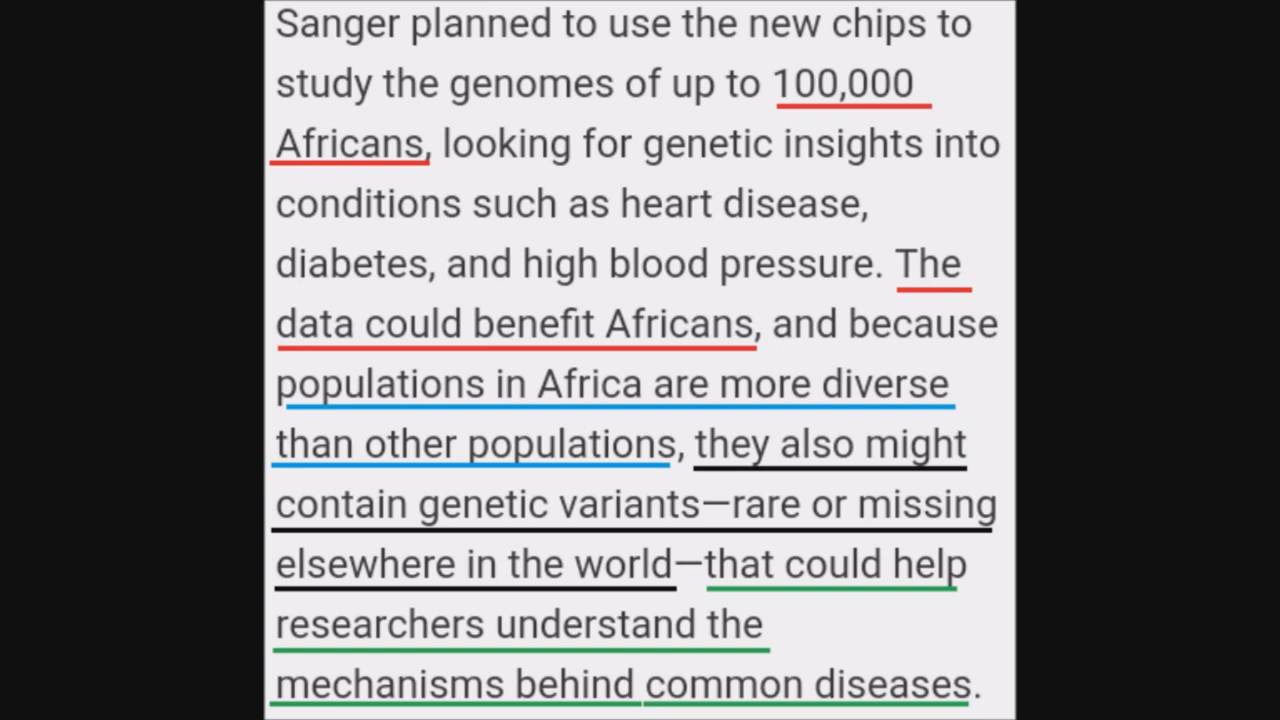 Sanger planned to use the new chips to
study the genomes of up to 100,000
Africans, looking for genetic insights into
conditions such as heart disease,
diabetes, and high blood pressure. The
data could benefit Africans, and because
populations in Africa are more diverse
than other populations, they also might
contain genetic variants—rare or missing
elsewhere in the world—that could help
researchers understand the
mechanisms behind common diseases.